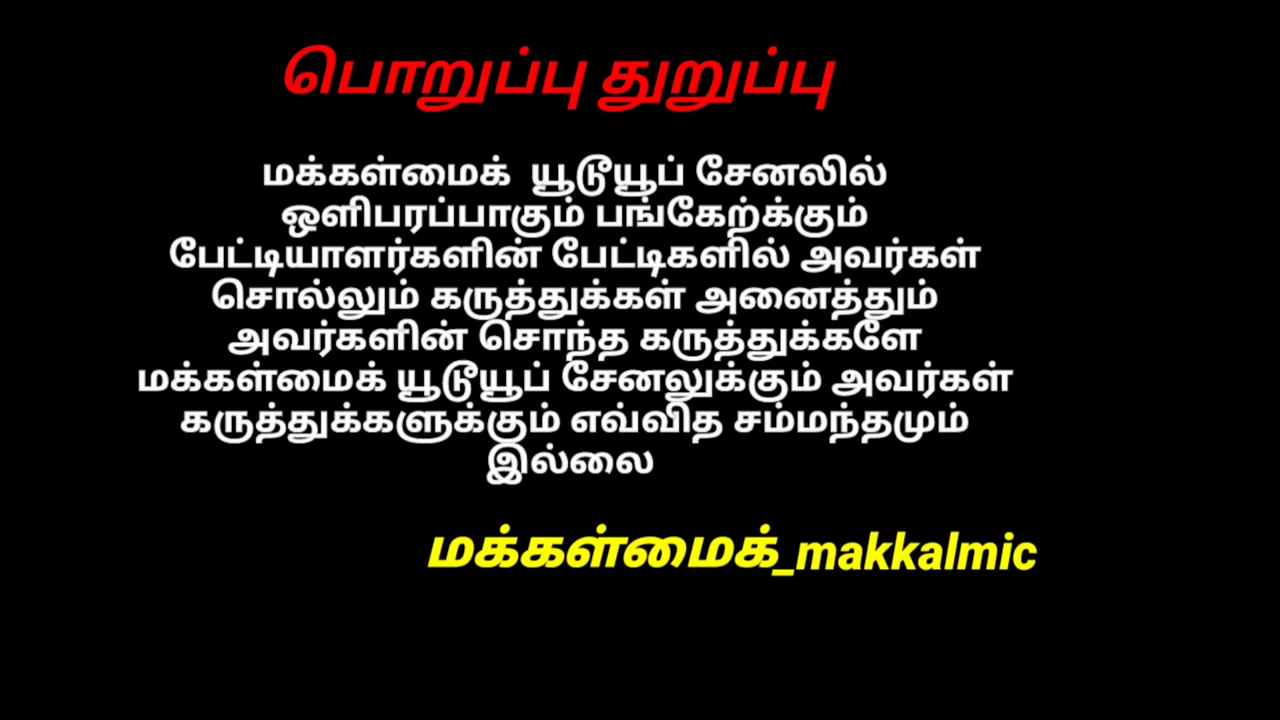 பொறுப்பு துறுப்பு
மக்கள்மைக் யூடூயூப் சேனலில்
ஒளிபரப்பாகும் பங்கேற்க்கும்
பேட்டியாளர்களின் பேட்டிகளில் அவர்கள்
சொல்லும் கருத்துக்கள் அனைத்தும்
அவர்களின் சொந்த கருத்துக்களே
மக்கள்மைக் யூடூயூப் சேனலுக்கும் அவர்கள்
கருத்துக்களுக்கும் எவ்வித சம்மந்தமும்
இல்லை
மக்கள்மைக்_makkalmic